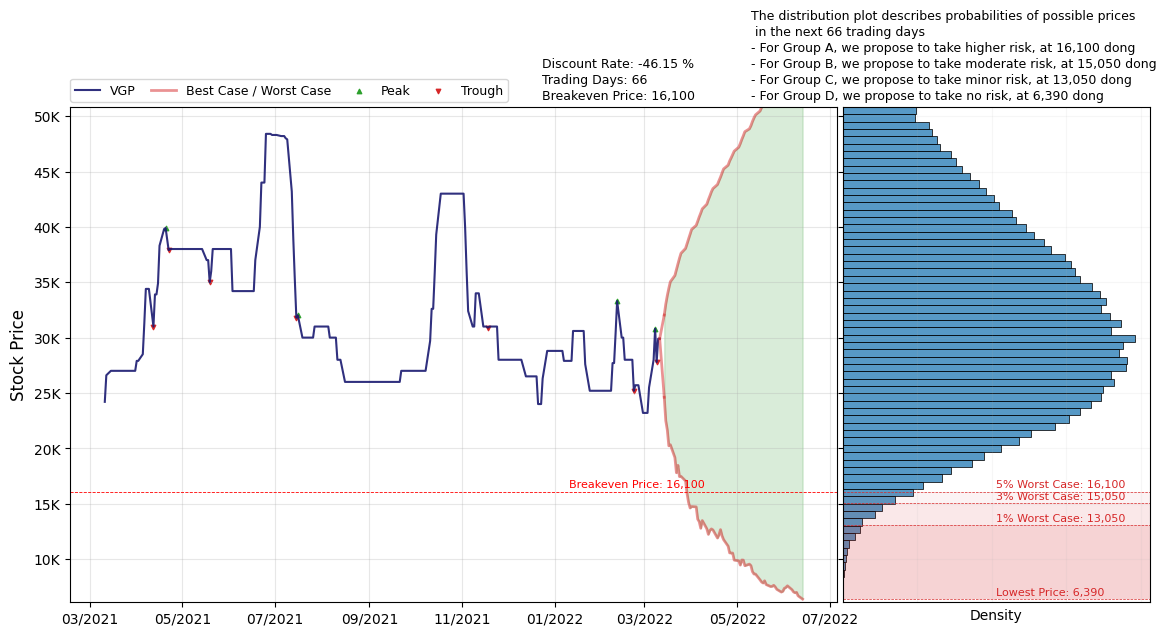 The distribution plot describes probabilities of possible prices
in the next 66 trading days
- For Group A, we propose to take higher risk, at 16,100 dong
- For Group B, we propose to take moderate risk, at 15,050 dong
- For Group C, we propose to take minor risk, at 13,050 dong
- For Group D, we propose to take no risk, at 6,390 dong
Discount Rate: -46.15 %
Trading Days: 66
Breakeven Price: 16,100
VGP Best Case / Worst Case Peak Trough
Stock Price
50K
45K
40K
35K
30K
25K
20K
15K
10K
Breakeven Price: 16,100
5% Worst Case: 16,100
3% Worst Case: 15,050
1% Worst Case: 13,050
Lowest Price: 6,390
03/2021 05/2021 07/2021 09/2021 11/2021 01/2022 03/2022 05/2022 07/2022
Density